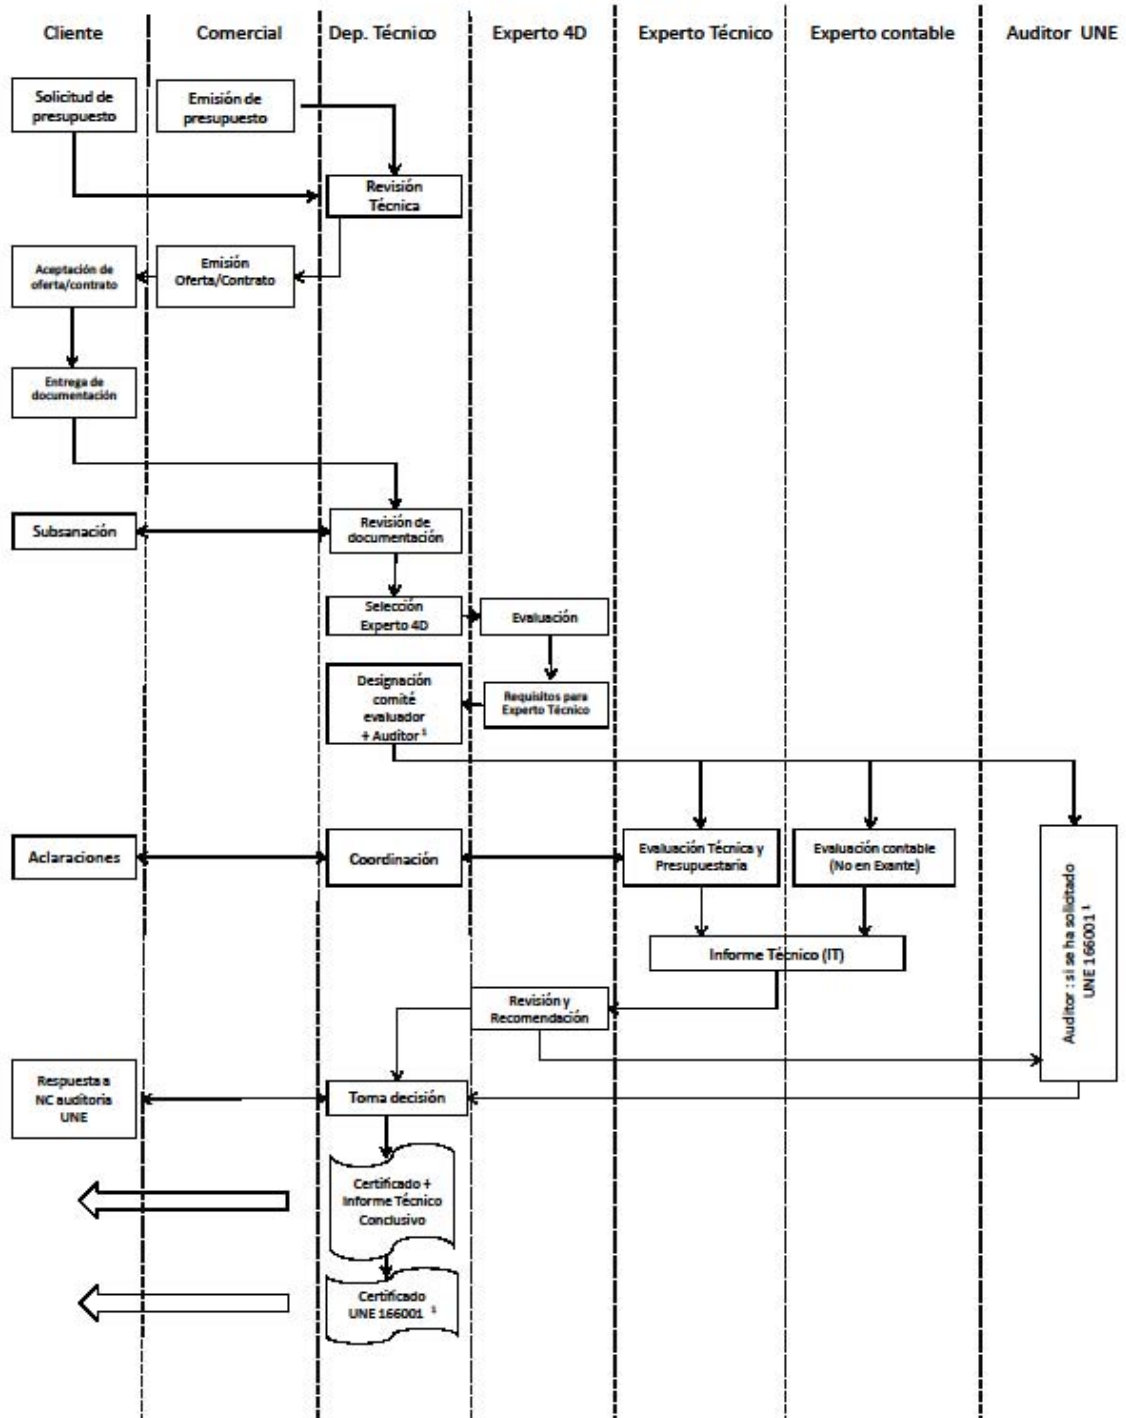 Cliente
Comercial
Dep. Técnico
Experto 4D
Experto Técnico
Experto contable
Auditor UNE
Solicitud de
presupuesto
Emisión de
presupuesto
Revisión
Técnica
Aceptación de
oferta/contrato
Emisión
Oferta/Contrato
Entrega de
documentación
Subsanación
Revisión de
documentación
Selección
Experto 4D
Evaluación
Designación
comité
evaluador
+ Auditor 1
Requisitos para
Experto Técnico
Aclaraciones
Coordinación
Evaluación Técnica y
Presupuestaria
Evaluación contable
(No en Exante)
Auditor : si se ha solicitado
UNE 166001 1
Informe Técnico (IT)
Revisión y
Recomendación
Respuesta a
NC auditoria
UNE
Toma decisión
Certificado +
Informe Técnico
Conclusivo
Certificado
UNE 166001 1